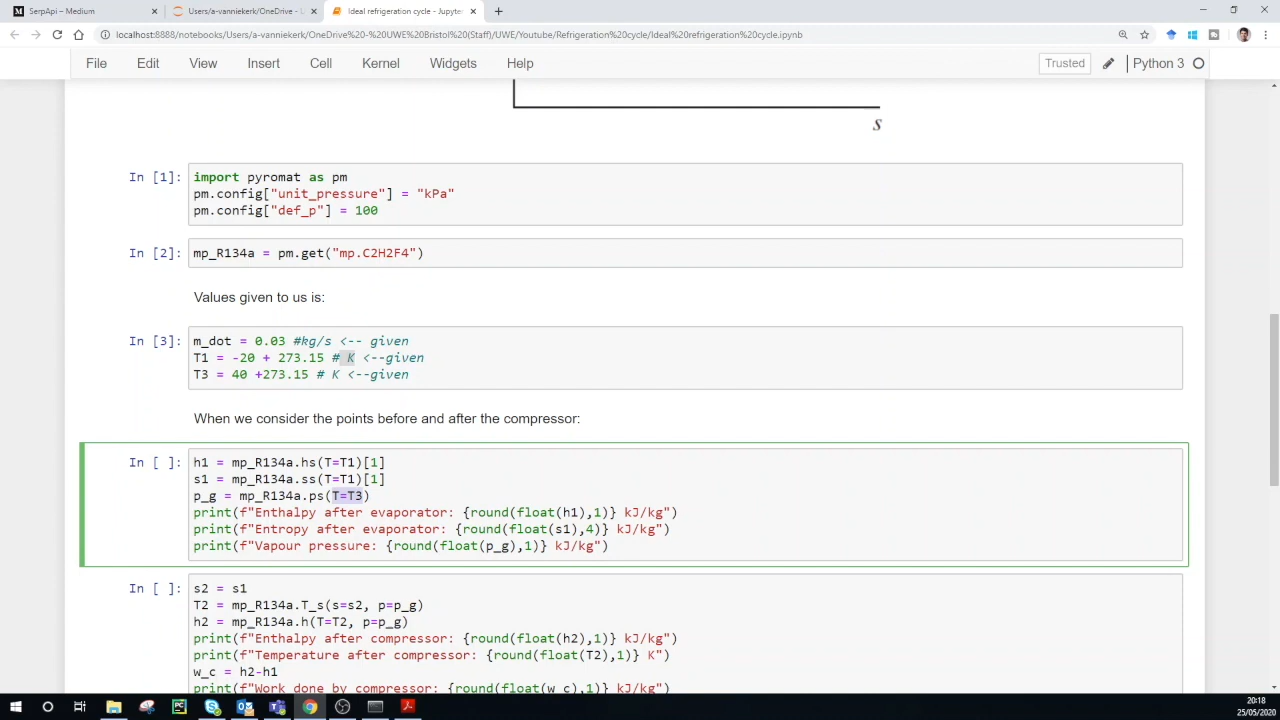 SerpApi – Medium
Users/a-vanniekerk/OneDrive - U
Ideal refrigeration cycle - Jupyter
localhost:8888/notebooks/Users/a-vanniekerk/OneDrive%20-%20UWE%20Bristol%20(Staff)/UWE/Youtube/Refrigeration%20cycle/Ideal%20refrigeration%20cycle.ipynb
File Edit View Insert Cell Kernel Widgets Help Trusted Python 3
s
In [1]: import pyromat as pm
pm.config["unit_pressure"] = "kPa"
pm.config["def_p"] = 100
In [2]: mp_R134a = pm.get("mp.C2H2F4")
Values given to us is:
In [3]: m_dot = 0.03 #kg/s <-- given
T1 = -20 + 273.15 # K <--given
T3 = 40 +273.15 # K <--given
When we consider the points before and after the compressor:
In [ ]: h1 = mp_R134a.hs(T=T1)[1]
s1 = mp_R134a.ss(T=T1)[1]
p_g = mp_R134a.ps(T=T3)
print(f"Enthalpy after evaporator: {round(float(h1),1)} kJ/kg")
print(f"Entropy after evaporator: {round(float(s1),4)} kJ/kg")
print(f"Vapour pressure: {round(float(p_g),1)} kJ/kg")
In [ ]: s2 = s1
T2 = mp_R134a.T_s(s=s2, p=p_g)
h2 = mp_R134a.h(T=T2, p=p_g)
print(f"Enthalpy after compressor: {round(float(h2),1)} kJ/kg")
print(f"Temperature after compressor: {round(float(T2),1)} K")
w_c = h2-h1
print(f"Work done by compressor: {round(float(w_c),1)} kJ/kg")
20:18
25/05/2020